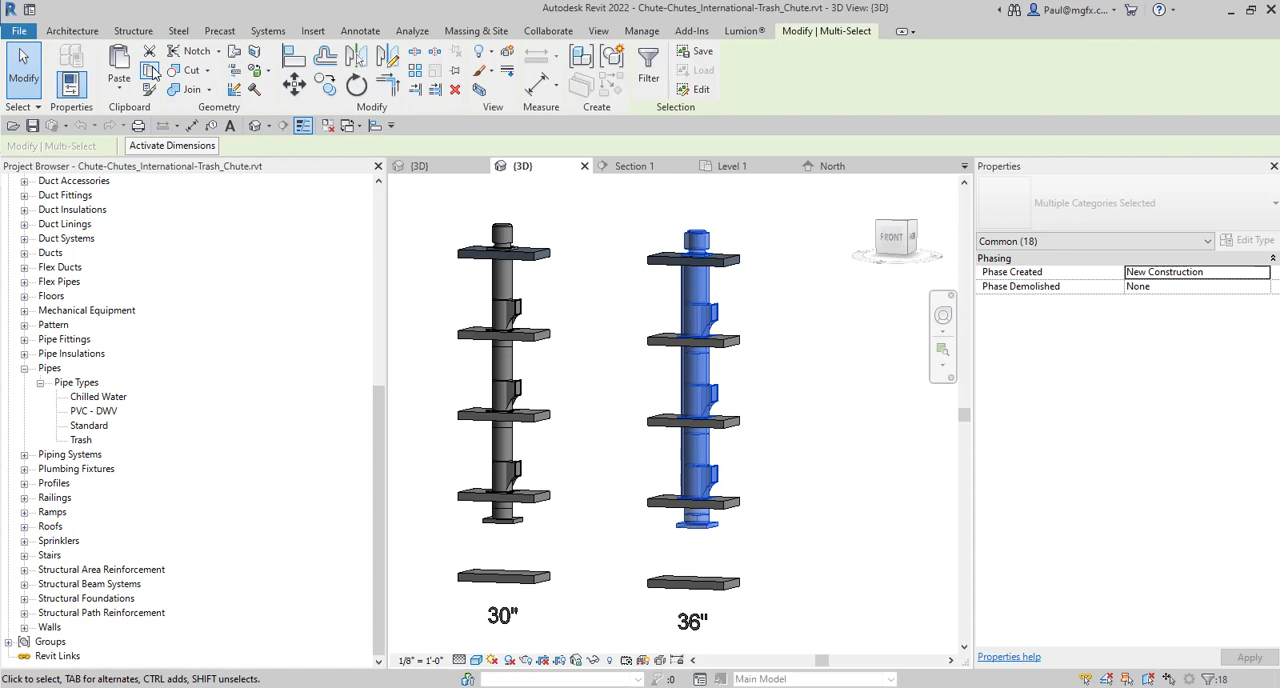 Autodesk Revit 2022 - Chute-Chutes_International-Trash_Chute.rvt - 3D View: {3D}
Paul@mgfx.c...
File Architecture Structure Steel Precast Systems Insert Annotate Analyze Massing & Site Collaborate View Manage Add-Ins Lumion® Modify | Multi-Select
Modify
Paste
Notch
Cut
Join
Filter
Save
Load
Edit
Select Properties Clipboard Geometry Modify View Measure Create Selection
Modify | Multi-Select Activate Dimensions
Project Browser - Chute-Chutes_International-Trash_Chute.rvt
Duct Accessories
Duct Fittings
Duct Insulations
Duct Linings
Duct Systems
Ducts
Flex Ducts
Flex Pipes
Floors
Mechanical Equipment
Pattern
Pipe Fittings
Pipe Insulations
Pipes
Pipe Types
Chilled Water
PVC - DWV
Standard
Trash
Piping Systems
Plumbing Fixtures
Profiles
Railings
Ramps
Roofs
Sprinklers
Stairs
Structural Area Reinforcement
Structural Beam Systems
Structural Foundations
Structural Path Reinforcement
Walls
Groups
Revit Links
{3D} {3D} Section 1 Level 1 North
FRONT
30" 36"
1/8" = 1'-0"
Properties
Multiple Categories Selected
Common (18) Edit Type
Phasing
Phase Created New Construction
Phase Demolished None
Properties help Apply
Click to select, TAB for alternates, CTRL adds, SHIFT unselects.
:0 Main Model :18